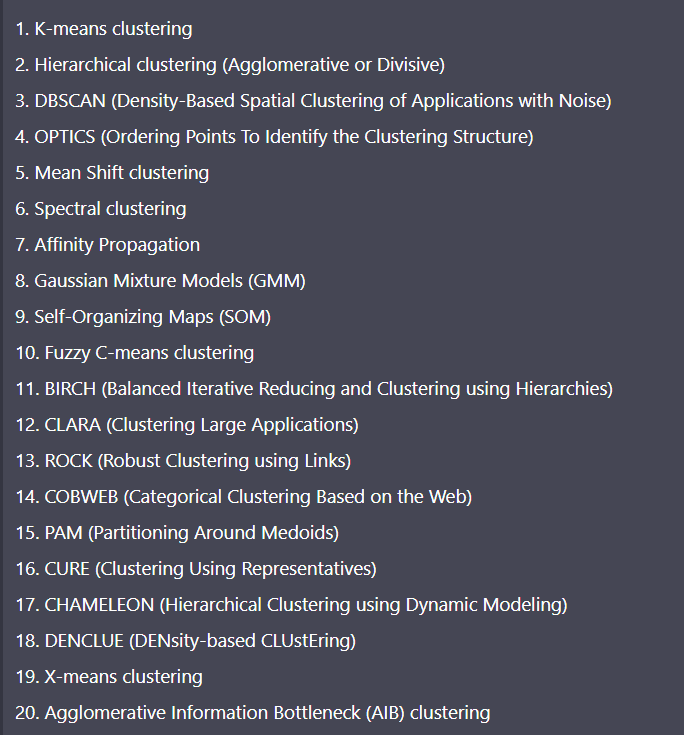 1. K-means clustering
2. Hierarchical clustering (Agglomerative or Divisive)
3. DBSCAN (Density-Based Spatial Clustering of Applications with Noise)
4. OPTICS (Ordering Points To Identify the Clustering Structure)
5. Mean Shift clustering
6. Spectral clustering
7. Affinity Propagation
8. Gaussian Mixture Models (GMM)
9. Self-Organizing Maps (SOM)
10. Fuzzy C-means clustering
11. BIRCH (Balanced Iterative Reducing and Clustering using Hierarchies)
12. CLARA (Clustering Large Applications)
13. ROCK (Robust Clustering using Links)
14. COBWEB (Categorical Clustering Based on the Web)
15. PAM (Partitioning Around Medoids)
16. CURE (Clustering Using Representatives)
17. CHAMELEON (Hierarchical Clustering using Dynamic Modeling)
18. DENCLUE (DENsity-based CLUstEring)
19. X-means clustering
20. Agglomerative Information Bottleneck (AIB) clustering